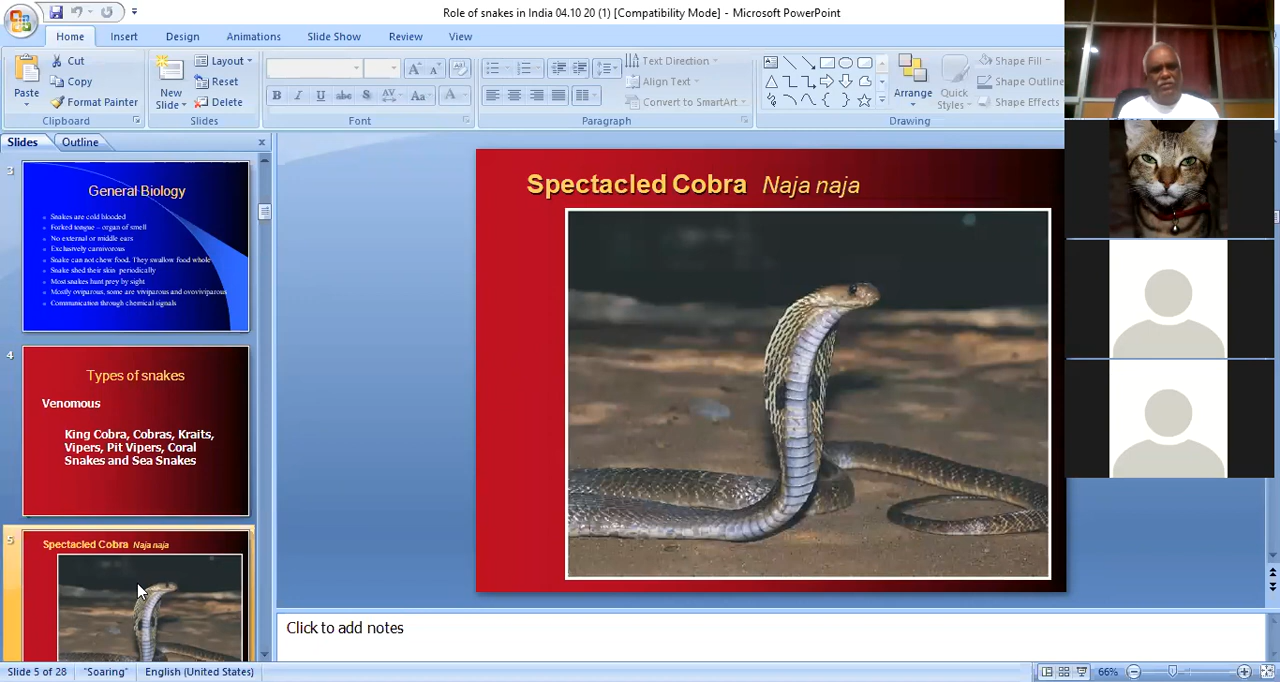 Role of snakes in India 04.10 20 (1) [Compatibility Mode] - Microsoft PowerPoint
Home Insert Design Animations Slide Show Review View
Paste
Cut
Copy
Format Painter
Clipboard
New
Slide
Layout
Reset
Delete
Slides
B I U abc S AV Aa A
Font
Text Direction
Align Text
Convert to SmartArt
Paragraph
Arrange
Quick
Styles
Shape Fill
Shape Outline
Shape Effects
Drawing
Slides Outline
3
General Biology
Snakes are cold blooded
Forked tongue – organ of smell
No external or middle ears
Exclusively carnivorous
Snake can not chew food. They swallow food whole
Snake shed their skin periodically
Most snakes hunt prey by sight
Mostly oviparous, some are viviparous and ovoviviparous
Communication through chemical signals
4
Types of snakes
Venomous
King Cobra, Cobras, Kraits,
Vipers, Pit Vipers, Coral
Snakes and Sea Snakes
5
Spectacled Cobra Naja naja
Spectacled Cobra Naja naja
Click to add notes
Slide 5 of 28 "Soaring" English (United States) 66%